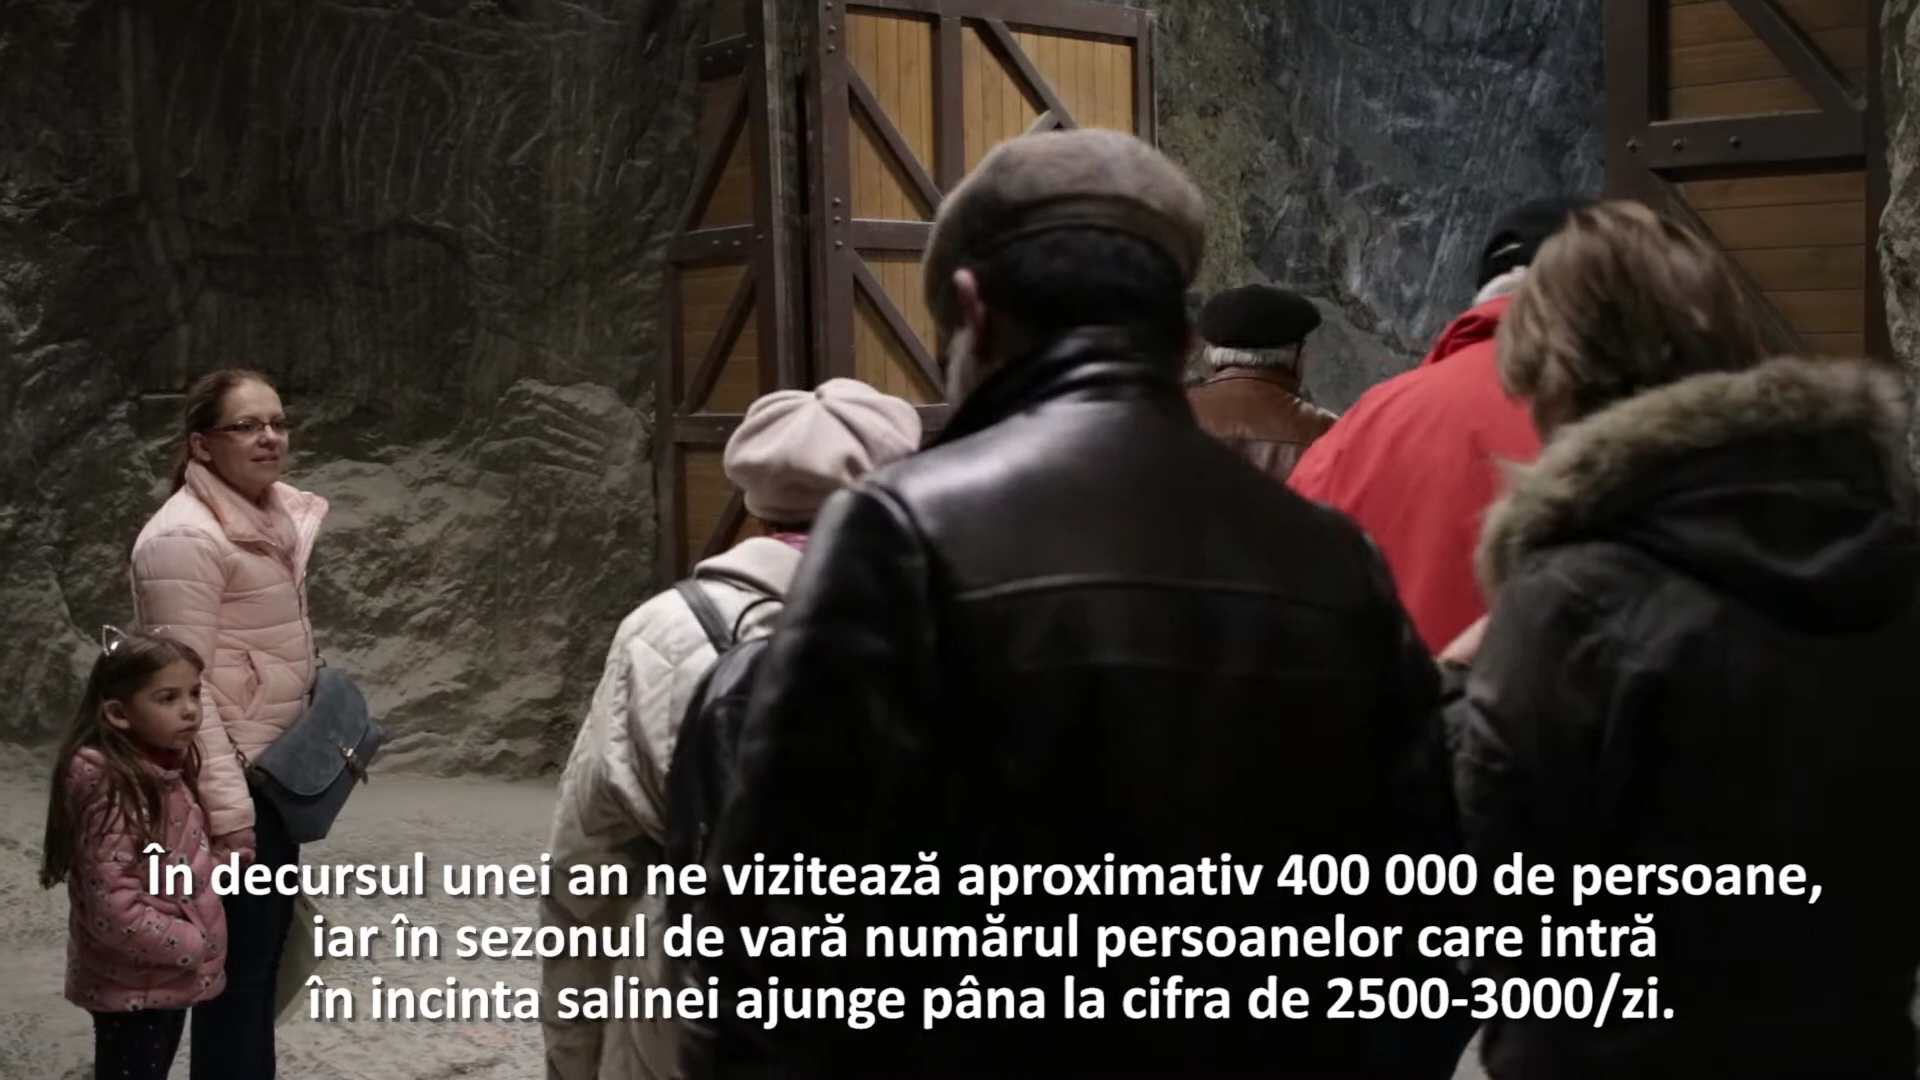 În decursul unei an ne vizitează aproximativ 400 000 de persoane,
iar în sezonul de vară numărul persoanelor care intră
în incinta salinei ajunge pâna la cifra de 2500-3000/zi.